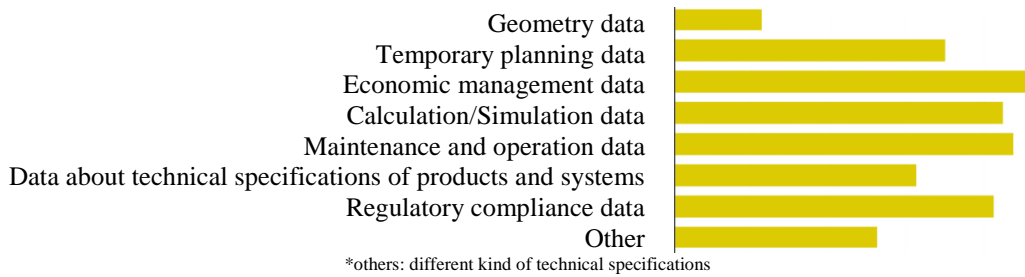 Geometry data
Temporary planning data
Economic management data
Calculation/Simulation data
Maintenance and operation data
Data about technical specifications of products and systems
Regulatory compliance data
Other
*others: different kind of technical specifications